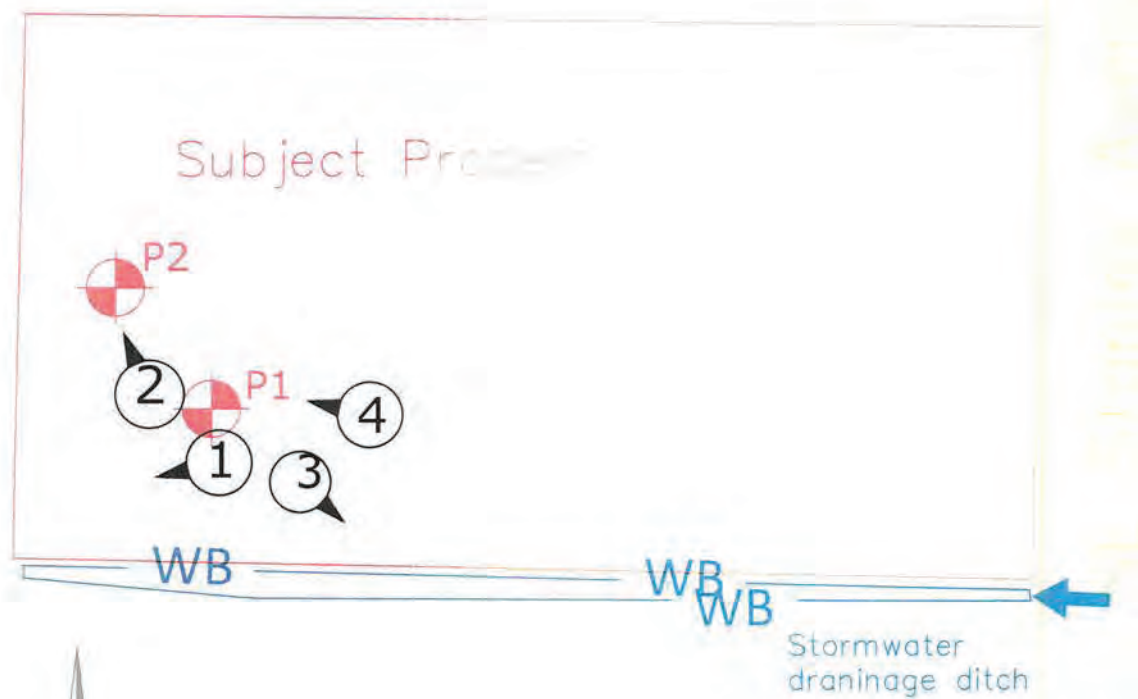 Subject
P2
P1
2
4
1
3
WB
WB
WB
Stormwater
draninage ditch